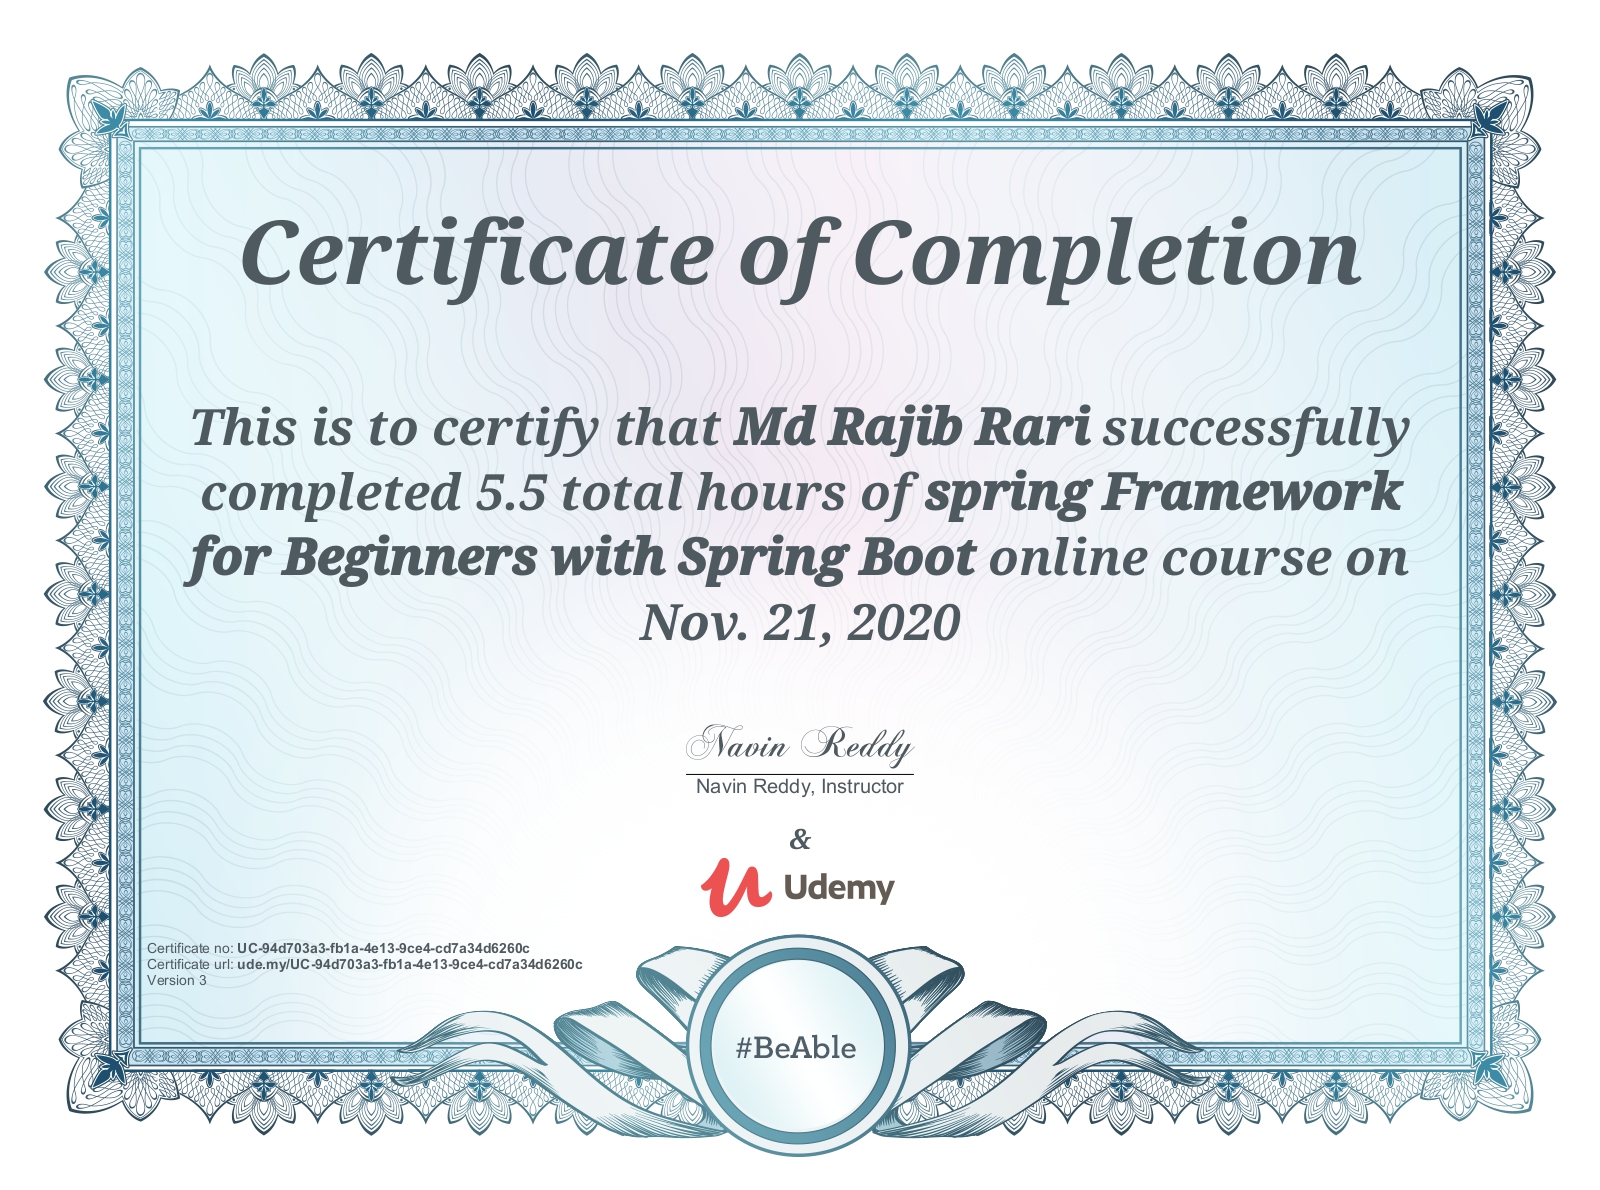 Certificate of Completion
This is to certify that Md Rajib Rari successfully
completed 5.5 total hours of spring Framework
for Beginners with Spring Boot online course on
Nov. 21, 2020
Navin Reddy
Navin Reddy, Instructor
&
Udemy
Certificate no: UC-94d703a3-fb1a-4e13-9ce4-cd7a34d6260c
Certificate url: ude.my/UC-94d703a3-fb1a-4e13-9ce4-cd7a34d6260c
Version 3
#BeAble